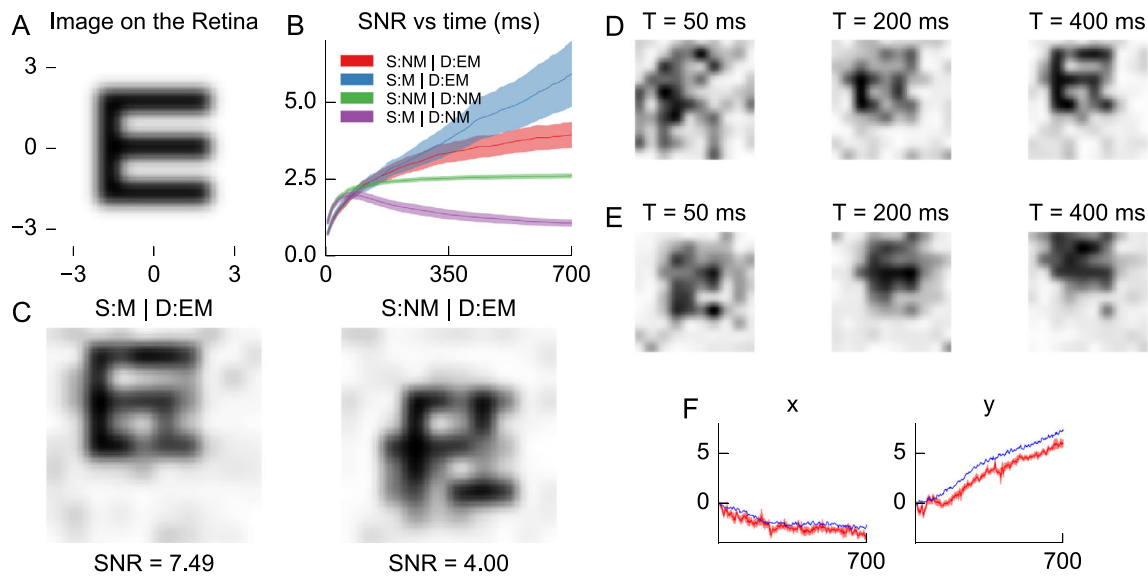 A Image on the Retina
3
0
−3
−3 0 3
B SNR vs time (ms)
S:NM | D:EM
S:M | D:EM
S:NM | D:NM
S:M | D:NM
5.0
2.5
0.0
0 350 700
C S:M | D:EM S:NM | D:EM
SNR = 7.49 SNR = 4.00
D T = 50 ms T = 200 ms T = 400 ms
E T = 50 ms T = 200 ms T = 400 ms
F x y
5 5
0 0
700 700